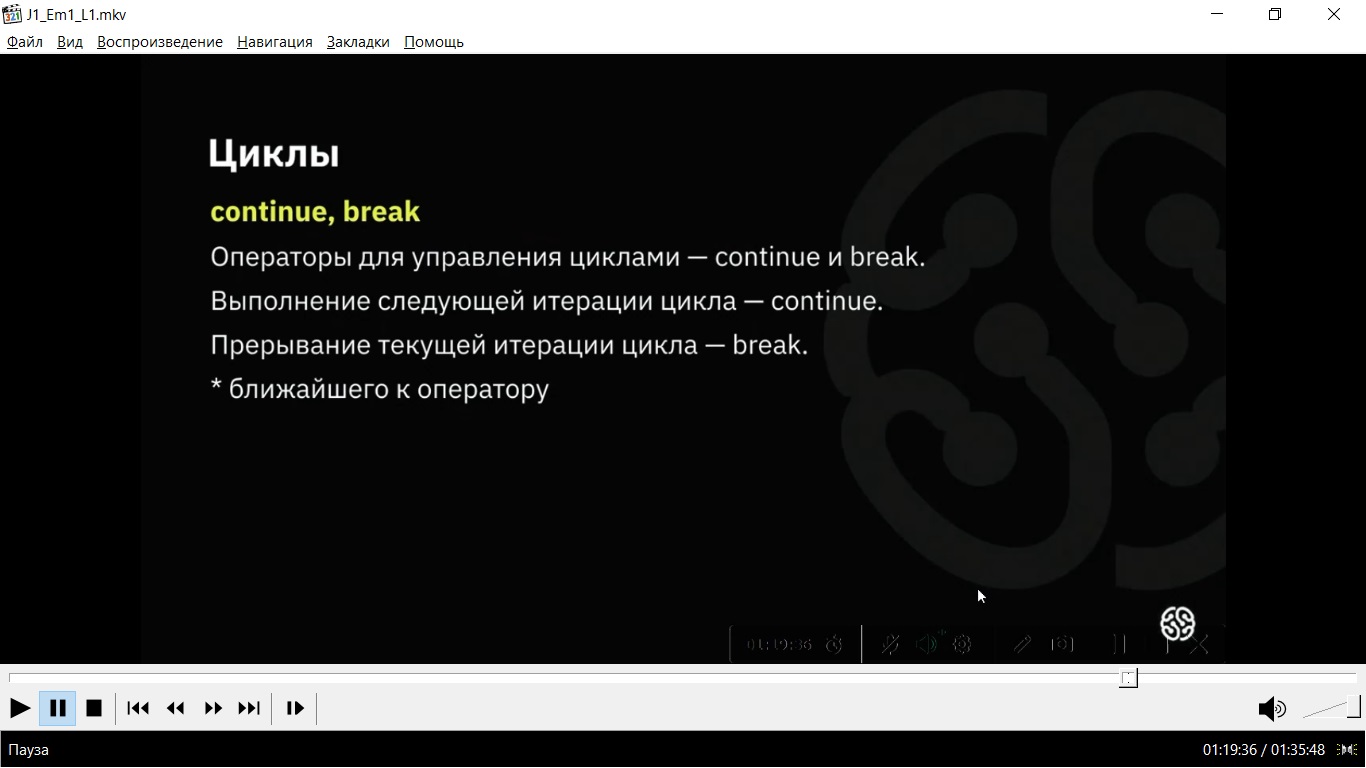 J1_Em1_L1.mkv
Файл Вид Воспроизведение Навигация Закладки Помощь
Циклы
continue, break
Операторы для управления циклами — continue и break.
Выполнение следующей итерации цикла — continue.
Прерывание текущей итерации цикла — break.
* ближайшего к оператору
01:19:36
Пауза
01:19:36 / 01:35:48